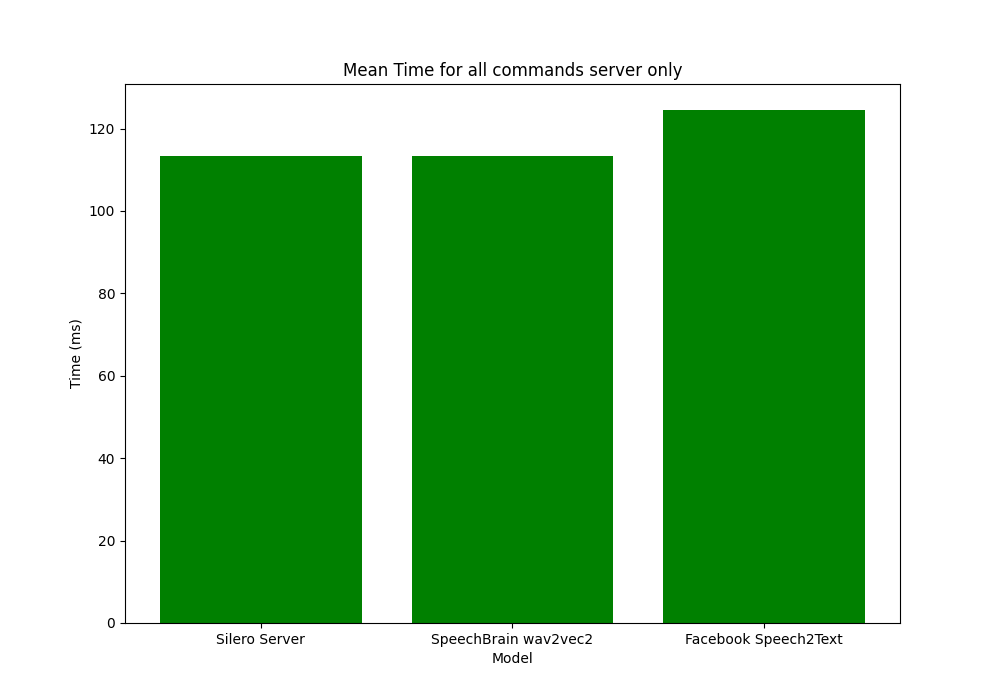 Mean Time for all commands server only
120
100
80
60
40
20
0
Time (ms)
Silero Server
SpeechBrain wav2vec2
Facebook Speech2Text
Model